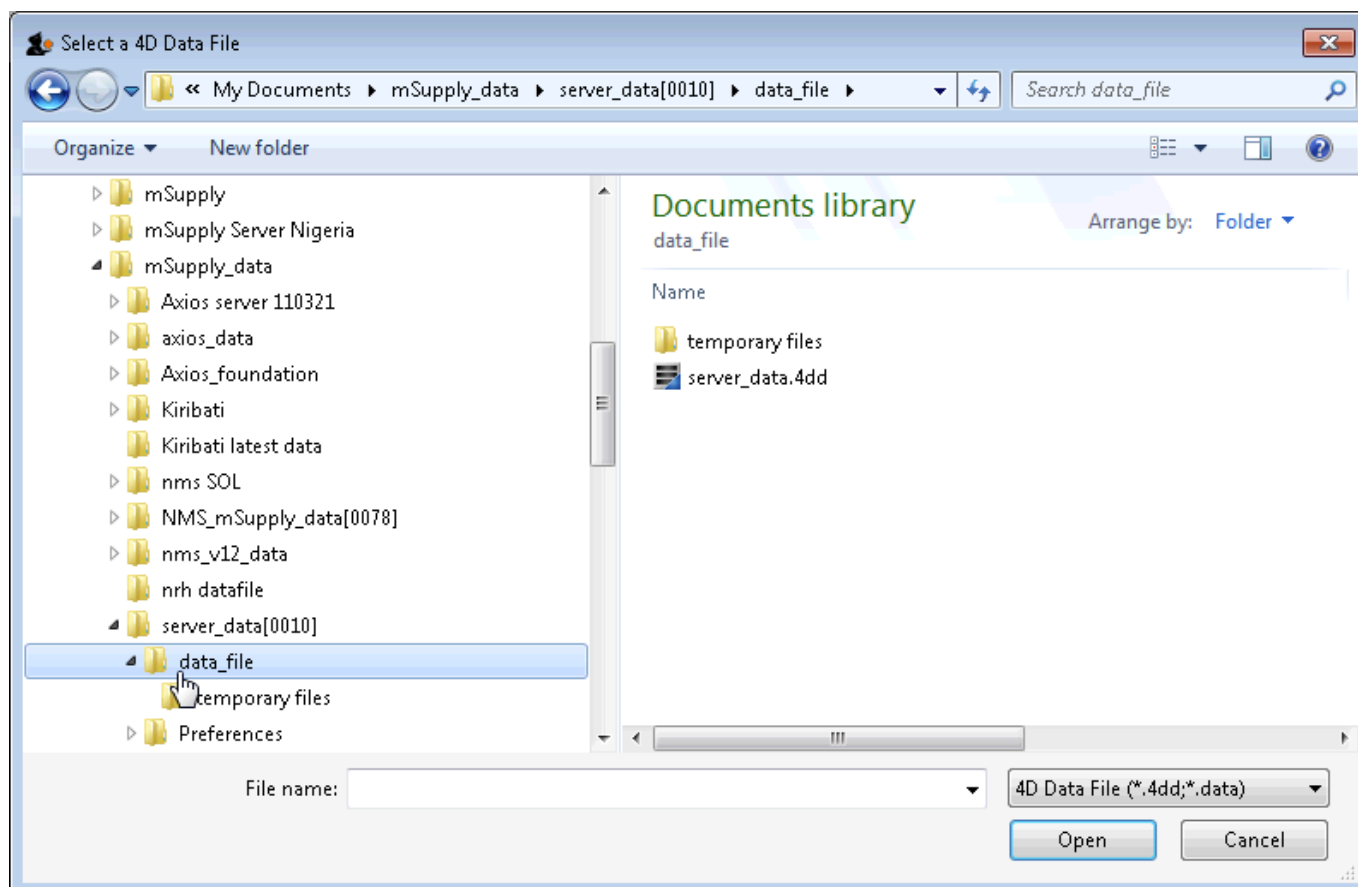 Select a 4D Data File
« My Documents ▸ mSupply_data ▸ server_data[0010] ▸ data_file ▸ Search data_file
Organize New folder
mSupply
mSupply Server Nigeria
mSupply_data
Axios server 110321
axios_data
Axios_foundation
Kiribati
Kiribati latest data
nms SOL
NMS_mSupply_data[0078]
nms_v12_data
nrh datafile
server_data[0010]
data_file
temporary files
Preferences
Documents library
data_file
Arrange by: Folder
Name
temporary files
server_data.4dd
File name: 4D Data File (*.4dd;*.data)
Open Cancel